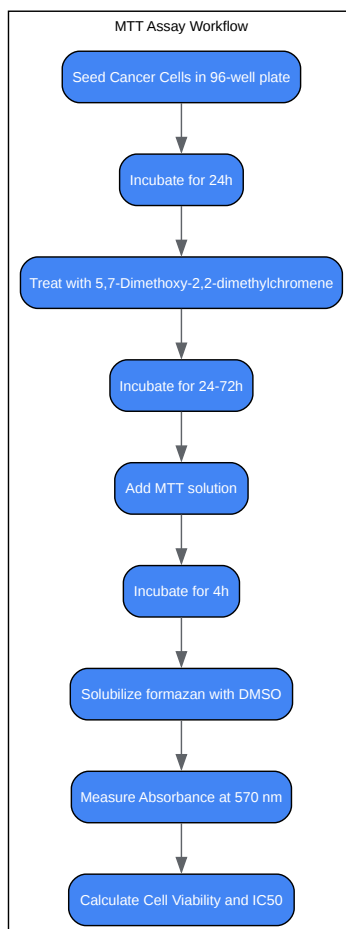 MTT Assay Workflow
Seed Cancer Cells in 96-well plate
Incubate for 24h
Treat with 5,7-Dimethoxy-2,2-dimethylchromene
Incubate for 24-72h
Add MTT solution
Incubate for 4h
Solubilize formazan with DMSO
Measure Absorbance at 570 nm
Calculate Cell Viability and IC50